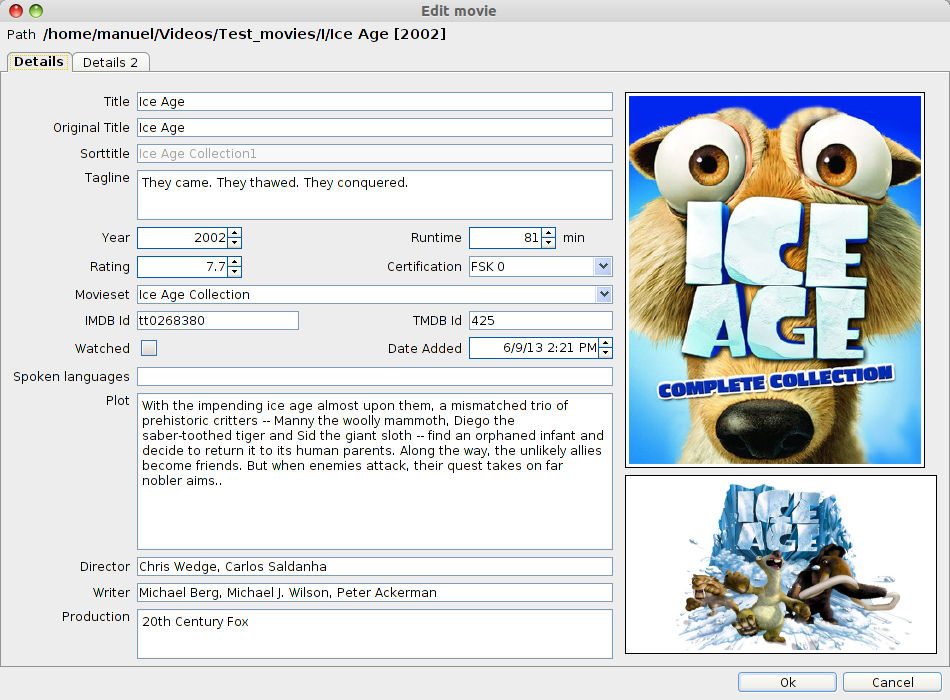 Edit movie
Path /home/manuel/Videos/Test_movies/I/Ice Age [2002]
Details Details 2
Title Ice Age
Original Title Ice Age
Sorttitle Ice Age Collection1
Tagline They came. They thawed. They conquered.
Year 2002 Runtime 81 min
Rating 7.7 Certification FSK 0
Movieset Ice Age Collection
IMDB Id tt0268380 TMDB Id 425
Watched Date Added 6/9/13 2:21 PM
Spoken languages
Plot With the impending ice age almost upon them, a mismatched trio of
prehistoric critters -- Manny the woolly mammoth, Diego the
saber-toothed tiger and Sid the giant sloth -- find an orphaned infant and
decide to return it to its human parents. Along the way, the unlikely allies
become friends. But when enemies attack, their quest takes on far
nobler aims..
Director Chris Wedge, Carlos Saldanha
Writer Michael Berg, Michael J. Wilson, Peter Ackerman
Production 20th Century Fox
ICE
AGE
COMPLETE COLLECTION
ICE
AGE
Ok Cancel